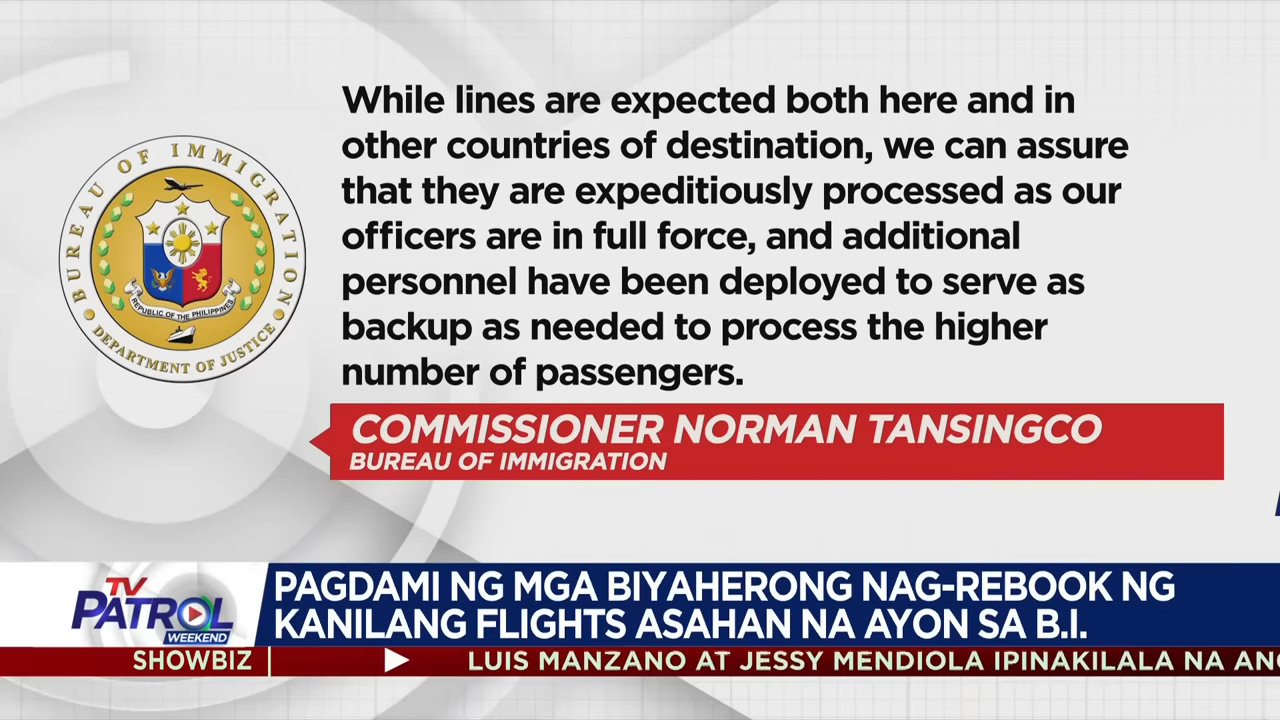 While lines are expected both here and in
other countries of destination, we can assure
that they are expeditiously processed as our
officers are in full force, and additional
personnel have been deployed to serve as
backup as needed to process the higher
number of passengers.
BUREAU OF IMMIGRATION
REPUBLIC OF THE PHILIPPINES
DEPARTMENT OF JUSTICE
COMMISSIONER NORMAN TANSINGCO
BUREAU OF IMMIGRATION
TV
PATROL
WEEKEND
PAGDAMI NG MGA BIYAHERONG NAG-REBOOK NG
KANILANG FLIGHTS ASAHAN NA AYON SA B.I.
SHOWBIZ
LUIS MANZANO AT JESSY MENDIOLA IPINAKILALA NA